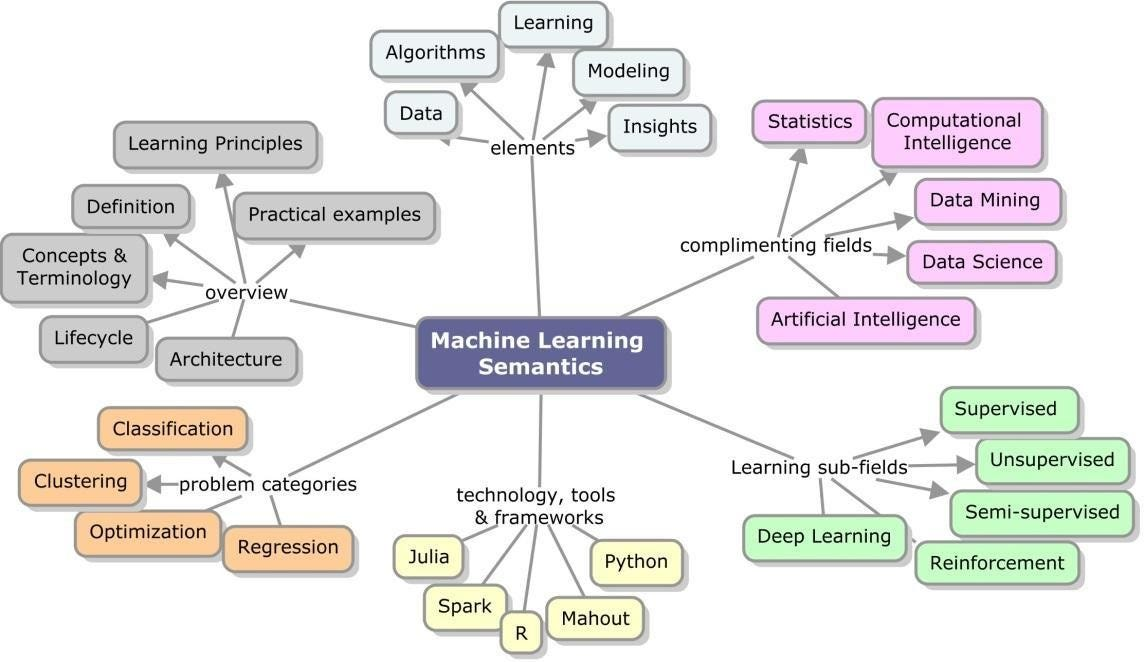 Learning
Algorithms
Modeling
Data
Insights
elements
Statistics
Computational
Intelligence
Data Mining
complimenting fields
Data Science
Artificial Intelligence
Learning Principles
Definition
Practical examples
Concepts &
Terminology
overview
Lifecycle
Architecture
Machine Learning
Semantics
Classification
Clustering
problem categories
Optimization
Regression
technology, tools
& frameworks
Julia
Python
Spark
R
Mahout
Supervised
Learning sub-fields
Unsupervised
Semi-supervised
Deep Learning
Reinforcement